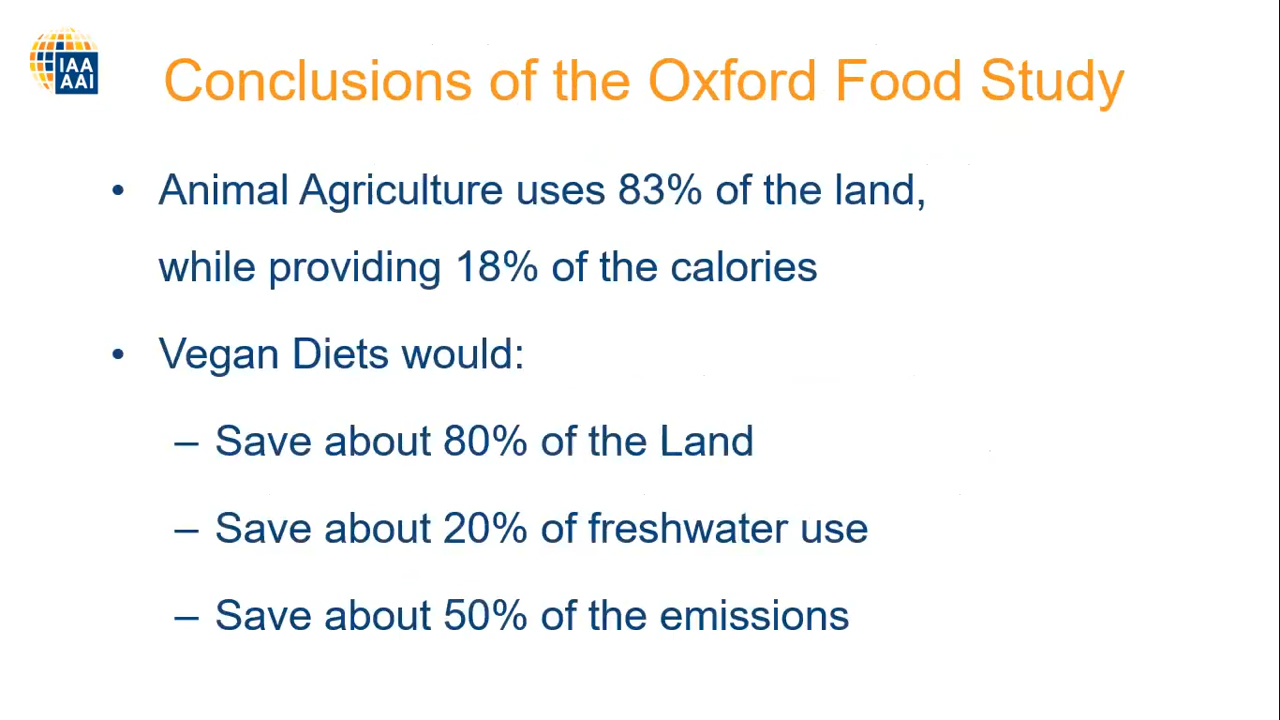 IAA
AAI
Conclusions of the Oxford Food Study
• Animal Agriculture uses 83% of the land,
while providing 18% of the calories
• Vegan Diets would:
– Save about 80% of the Land
– Save about 20% of freshwater use
– Save about 50% of the emissions